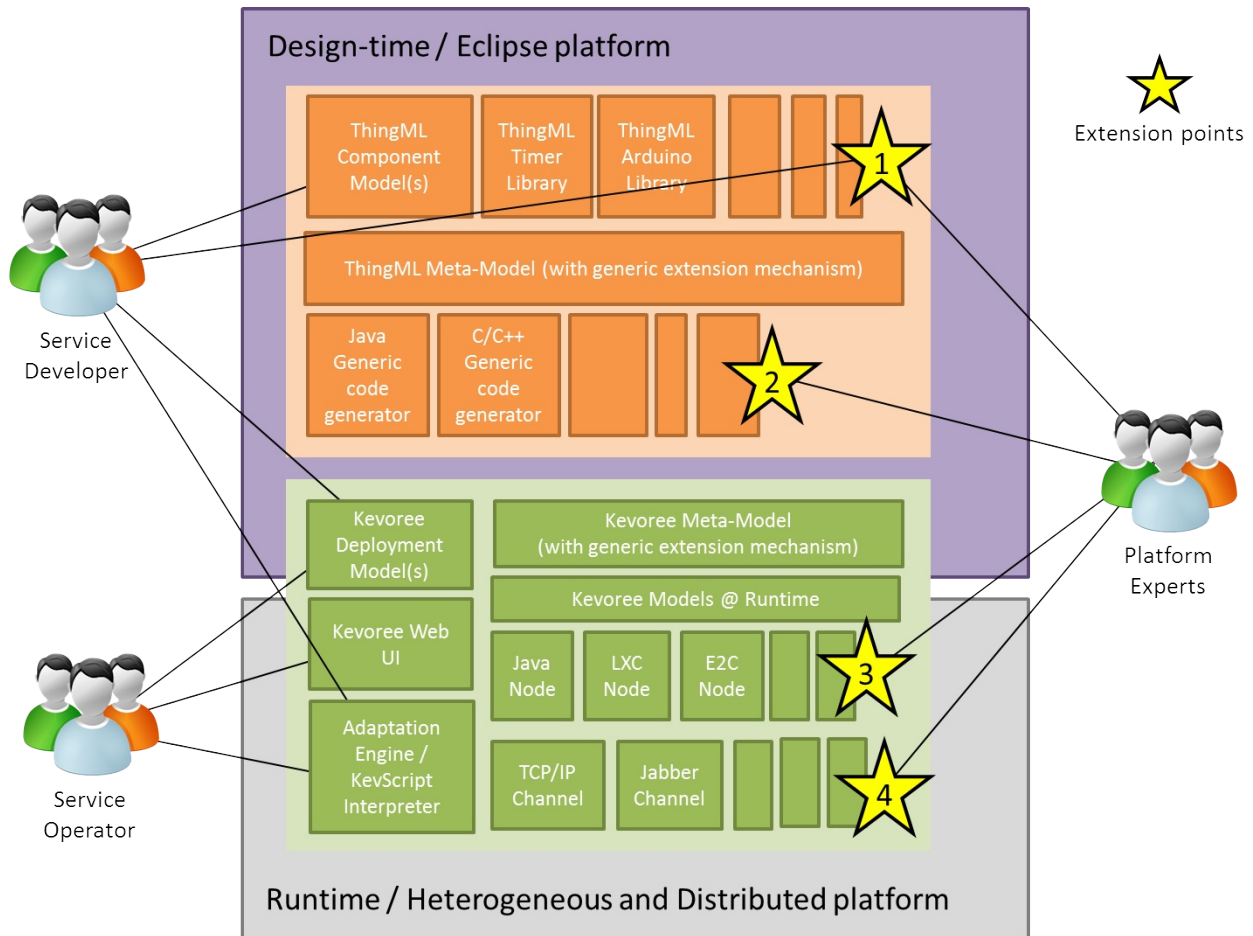 Design-time / Eclipse platform
Extension points
ThingML
Component
Model(s)
ThingML
Timer
Library
ThingML
Arduino
Library
1
ThingML Meta-Model (with generic extension mechanism)
Service
Developer
Java
Generic
code
generator
C/C++
Generic
code
generator
2
Kevoree
Deployment
Model(s)
Kevoree Meta-Model
(with generic extension mechanism)
Platform
Experts
Kevoree Models @ Runtime
Kevoree Web
UI
Java
Node
LXC
Node
E2C
Node
3
Adaptation
Engine /
KevScript
Interpreter
TCP/IP
Channel
Jabber
Channel
4
Service
Operator
Runtime / Heterogeneous and Distributed platform